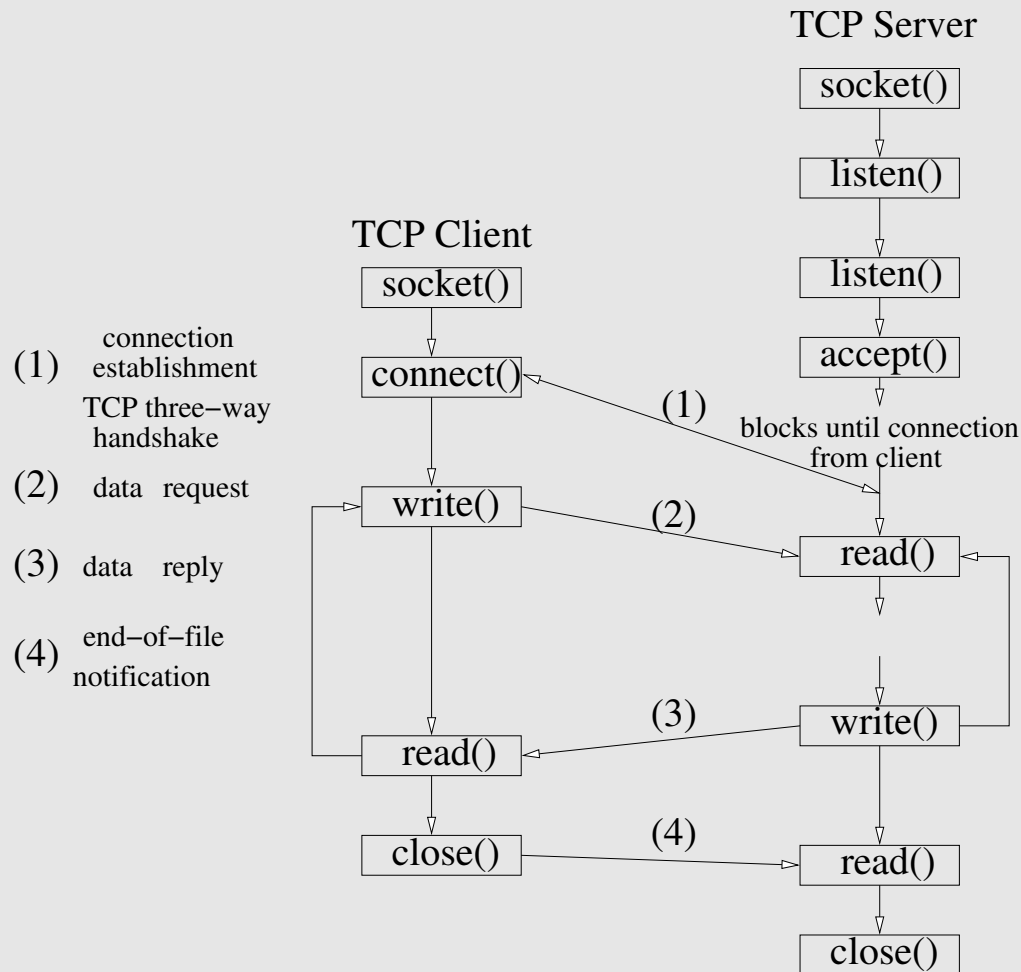 TCP Server
socket()
listen()
listen()
accept()
blocks until connection
from client
read()
write()
read()
close()
TCP Client
socket()
connect()
write()
read()
close()
(1)
(2)
(3)
(4)
(1) connection
establishment
TCP three−way
handshake
(2) data request
(3) data reply
(4) end−of−file
notification